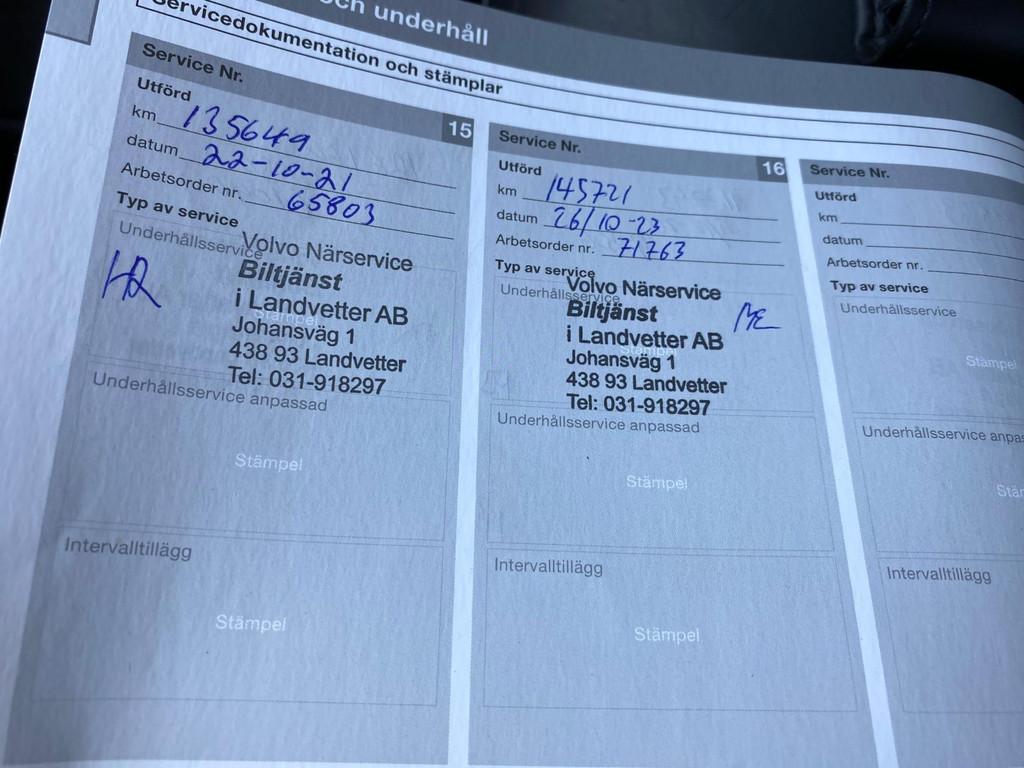 och underhåll
Servicedokumentation och stämplar
Service Nr.
15
Utförd
km 135649
datum 22-10-21
Arbetsorder nr. 65803
Typ av service
Underhållsservice
Volvo Närservice
Biltjänst
i Landvetter AB
Stämpel
Johansväg 1
438 93 Landvetter
Tel: 031-918297
Underhållsservice anpassad
Stämpel
Intervalltillägg
Stämpel
Service Nr.
16
Utförd
km 145721
datum 26/10-23
Arbetsorder nr. 71763
Typ av service
Underhållsservice
Volvo Närservice
Biltjänst
i Landvetter AB
Stämpel
Johansväg 1
438 93 Landvetter
Tel: 031-918297
Underhållsservice anpassad
Stämpel
Intervalltillägg
Stämpel
Service Nr.
Utförd
km
datum
Arbetsorder nr.
Typ av service
Underhållsservice
Stämpel
Underhållsservice
Intervalltillägg